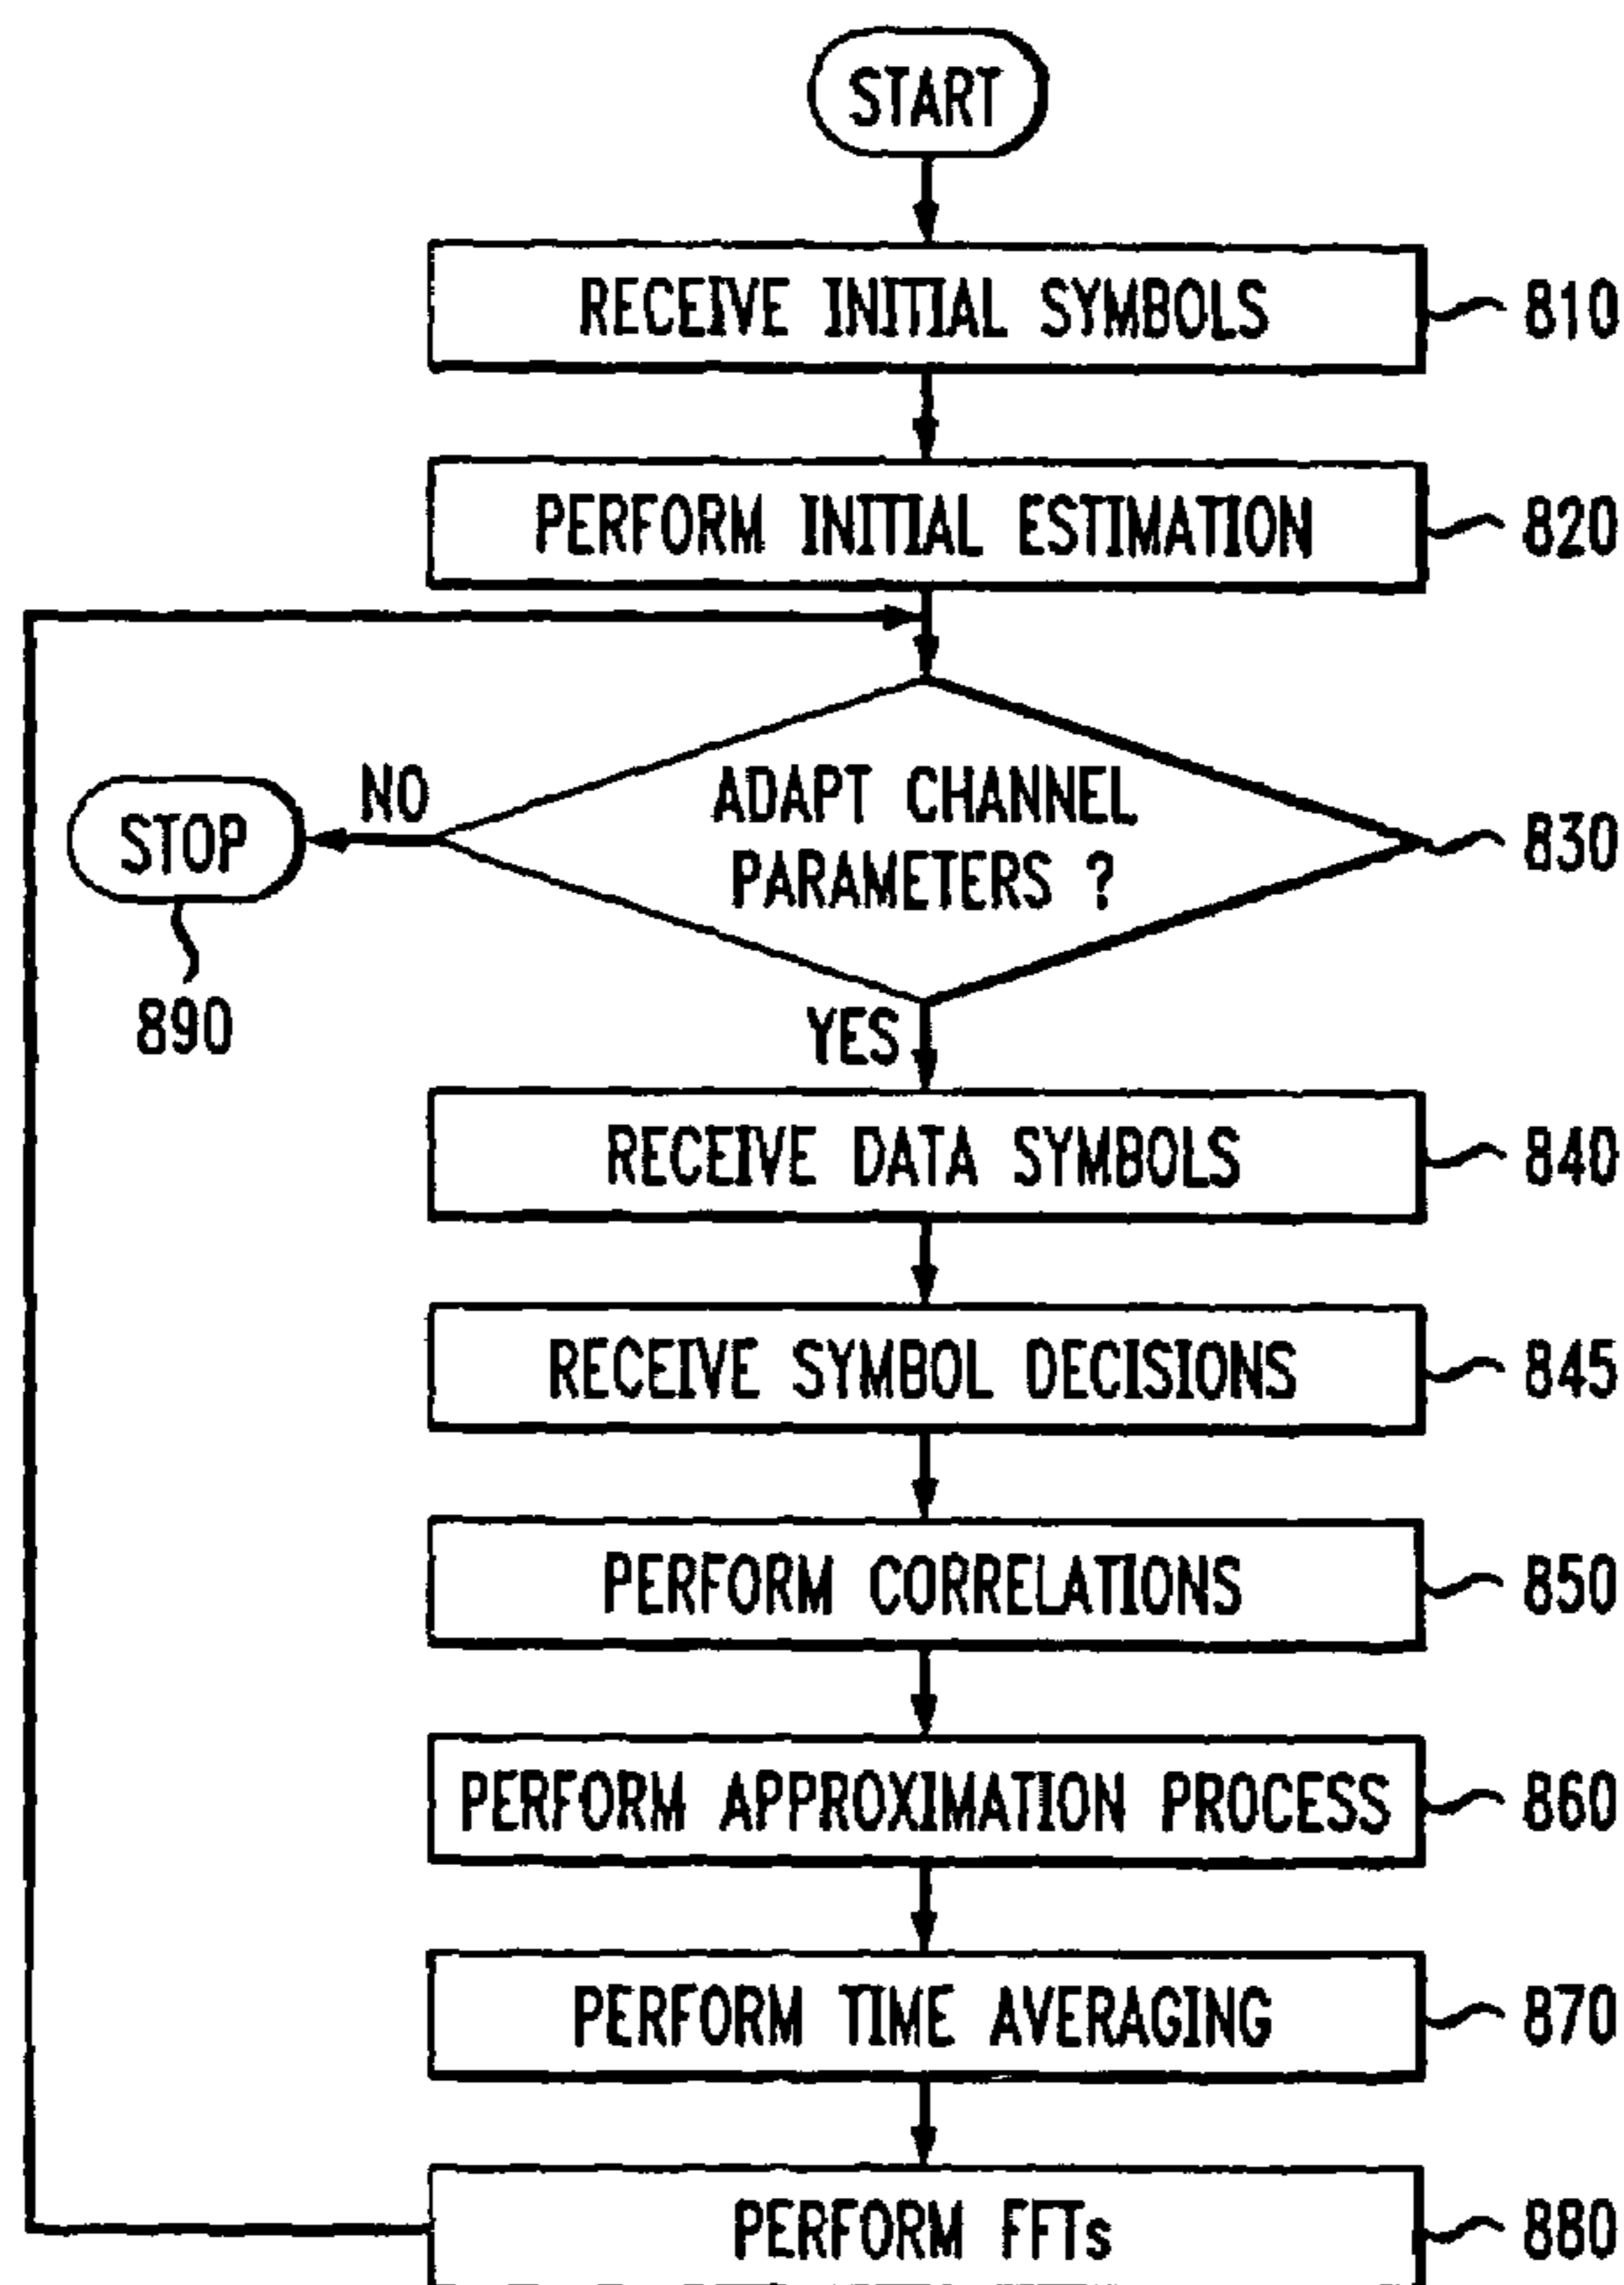 START
RECEIVE INITIAL SYMBOLS
810
PERFORM INITIAL ESTIMATION
820
ADAPT CHANNEL
PARAMETERS ?
830
NO
STOP
890
YES
RECEIVE DATA SYMBOLS
840
RECEIVE SYMBOL DECISIONS
845
PERFORM CORRELATIONS
850
PERFORM APPROXIMATION PROCESS
860
PERFORM TIME AVERAGING
870
PERFORM FFTs
880